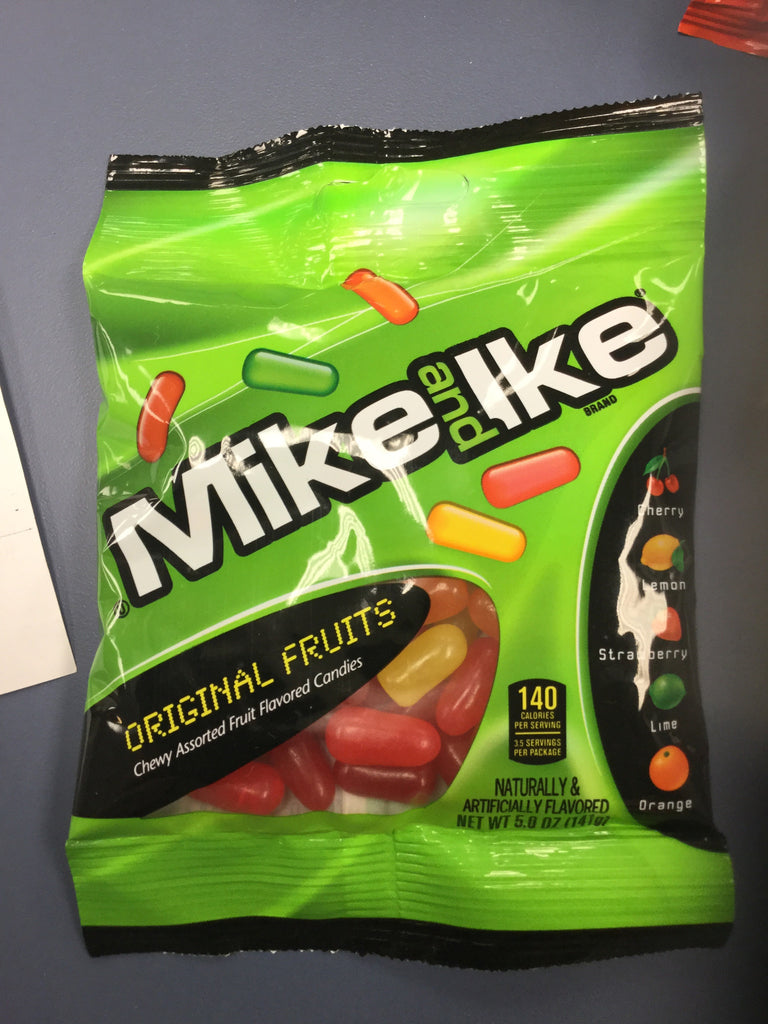 Mike and Ike
BRAND
Cherry
Lemon
Strawberry
Lime
Orange
ORIGINAL FRUITS
Chewy Assorted Fruit Flavored Candies
140
CALORIES
PER SERVING
3.5 SERVINGS
PER PACKAGE
NATURALLY &
ARTIFICIALLY FLAVORED
NET WT 5.0 OZ (141g)